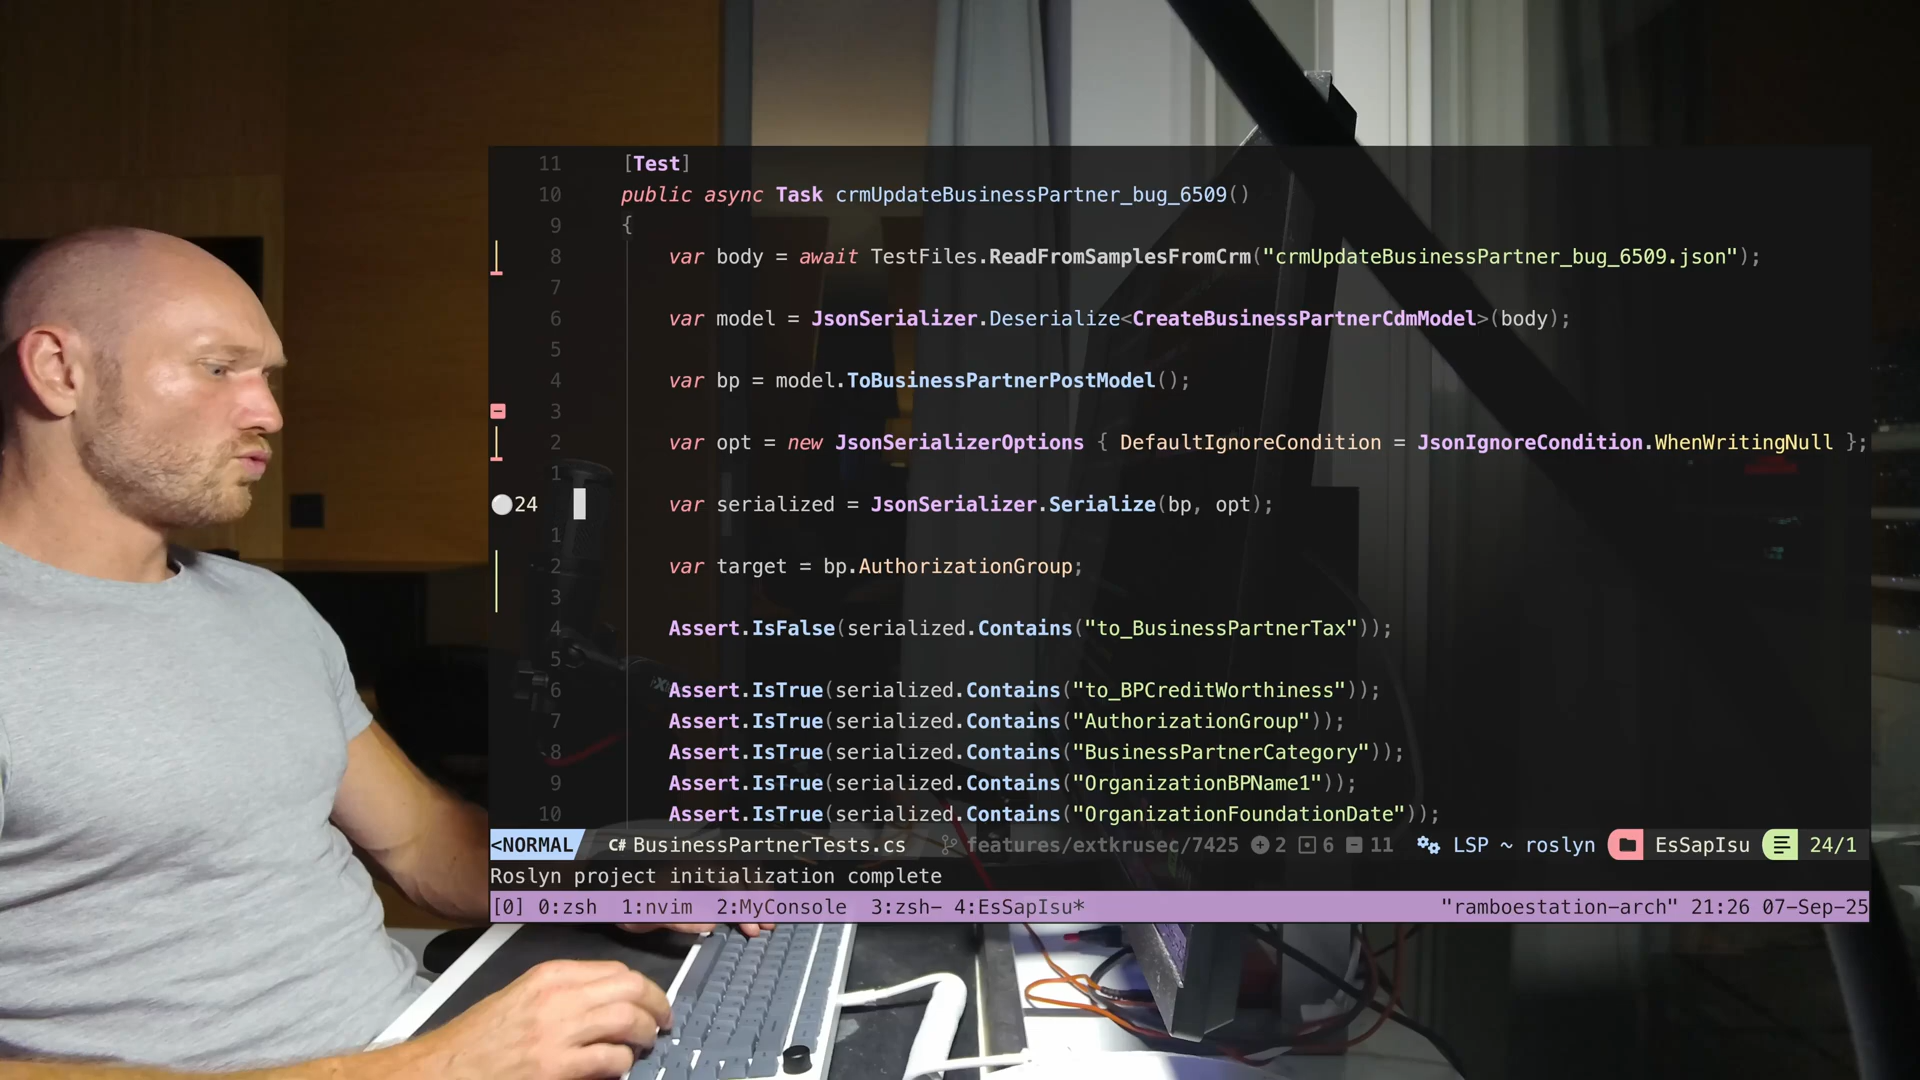 11 [Test]
10 public async Task crmUpdateBusinessPartner_bug_6509()
9 {
8 var body = await TestFiles.ReadFromSamplesFromCrm("crmUpdateBusinessPartner_bug_6509.json");
7
6 var model = JsonSerializer.Deserialize<CreateBusinessPartnerCdmModel>(body);
5
4 var bp = model.ToBusinessPartnerPostModel();
3
2 var opt = new JsonSerializerOptions { DefaultIgnoreCondition = JsonIgnoreCondition.WhenWritingNull };
1
24 var serialized = JsonSerializer.Serialize(bp, opt);
1
2 var target = bp.AuthorizationGroup;
3
4 Assert.IsFalse(serialized.Contains("to_BusinessPartnerTax"));
5
6 Assert.IsTrue(serialized.Contains("to_BPCreditWorthiness"));
7 Assert.IsTrue(serialized.Contains("AuthorizationGroup"));
8 Assert.IsTrue(serialized.Contains("BusinessPartnerCategory"));
9 Assert.IsTrue(serialized.Contains("OrganizationBPName1"));
10 Assert.IsTrue(serialized.Contains("OrganizationFoundationDate"));
<NORMAL C# BusinessPartnerTests.cs features/extkrusec/7425 2 6 11 LSP ~ roslyn EsSapIsu 24/1
Roslyn project initialization complete
[0] 0:zsh 1:nvim 2:MyConsole 3:zsh- 4:EsSapIsu* "ramboestation-arch" 21:26 07-Sep-25